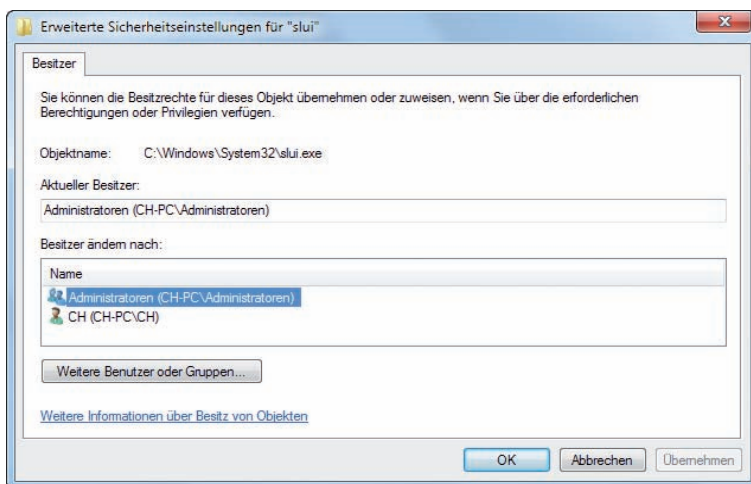 Erweiterte Sicherheitseinstellungen für "slui"
Besitzer
Sie können die Besitzrechte für dieses Objekt übernehmen oder zuweisen, wenn Sie über die erforderlichen
Berechtigungen oder Privilegien verfügen.
Objektname: C:\Windows\System32\slui.exe
Aktueller Besitzer:
Administratoren (CH-PC\Administratoren)
Besitzer ändern nach:
Name
Administratoren (CH-PC\Administratoren)
CH (CH-PC\CH)
Weitere Benutzer oder Gruppen...
Weitere Informationen über Besitz von Objekten
OK Abbrechen Übernehmen